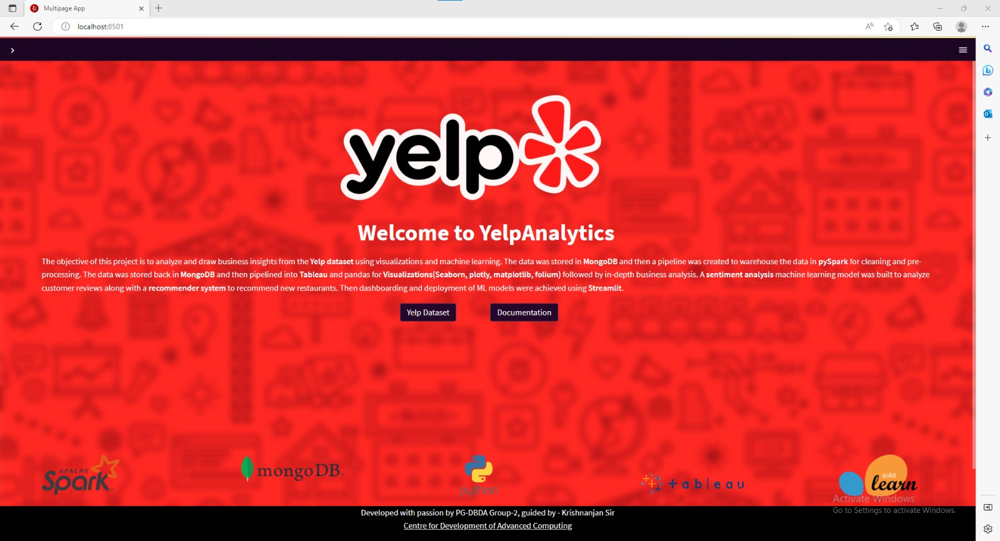 Multipage App
localhost:8501
yelp
Welcome to YelpAnalytics
The objective of this project is to analyze and draw business insights from the Yelp dataset using visualizations and machine learning. The data was stored in MongoDB and then a pipeline was created to warehouse the data in pySpark for cleaning and pre-
processing. The data was stored back in MongoDB and then pipelined into Tableau and pandas for Visualizations(Seaborn, plotly, matplotlib, folium) followed by in-depth business analysis. A sentiment analysis machine learning model was built to analyze
customer reviews along with a recommender system to recommend new restaurants. Then dashboarding and deployment of ML models were achieved using Streamlit.
Yelp Dataset Documentation
APACHE
Spark
mongoDB.
python
+ableau
scikit
learn
Activate Windows
Go to Settings to activate Windows.
Developed with passion by PG-DBDA Group-2, guided by - Krishnanjan Sir
Centre for Development of Advanced Computing